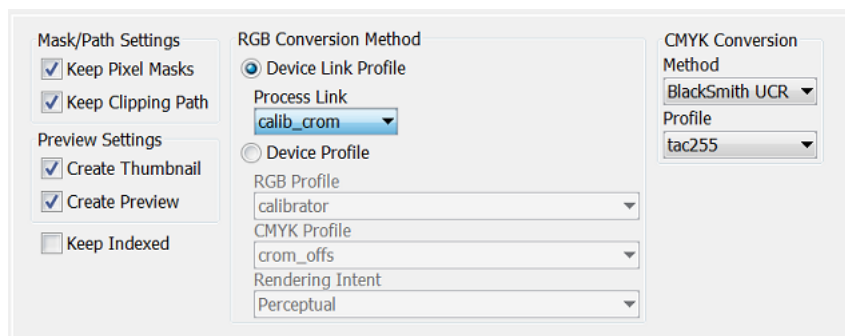 Mask/Path Settings
Keep Pixel Masks
Keep Clipping Path
Preview Settings
Create Thumbnail
Create Preview
Keep Indexed
RGB Conversion Method
Device Link Profile
Process Link
calib_crom
Device Profile
RGB Profile
calibrator
CMYK Profile
crom_offs
Rendering Intent
Perceptual
CMYK Conversion
Method
BlackSmith UCR
Profile
tac255